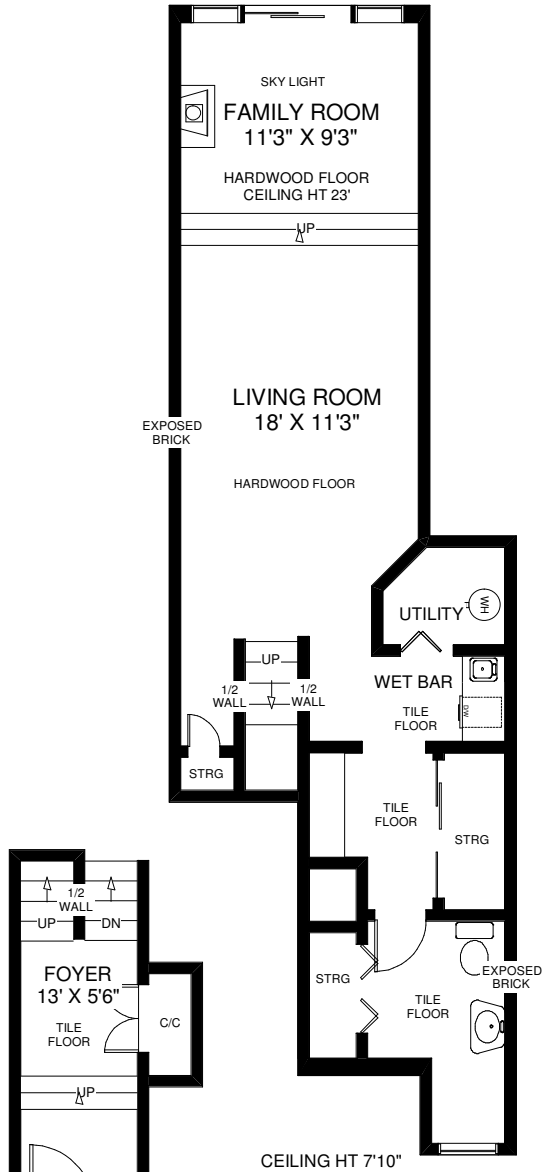 SKY LIGHT
FAMILY ROOM
11'3" X 9'3"
HARDWOOD FLOOR
CEILING HT 23'
UP
LIVING ROOM
18' X 11'3"
EXPOSED
BRICK
HARDWOOD FLOOR
UTILITY
WH
UP
1/2
WALL
1/2
WALL
WET BAR
TILE
FLOOR
DW
STRG
TILE
FLOOR
STRG
1/2
WALL
UP
DN
FOYER
13' X 5'6"
TILE
FLOOR
C/C
STRG
TILE
FLOOR
EXPOSED
BRICK
UP
CEILING HT 7'10"